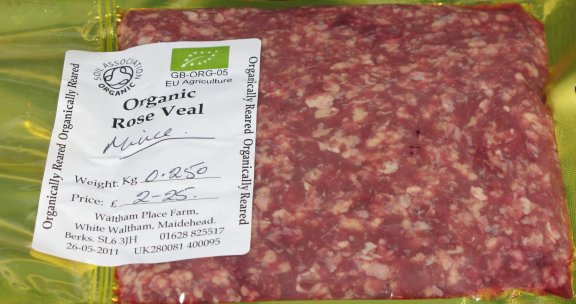 SOIL ASSOCIATION
ORGANIC
GB-ORG-05
EU Agriculture
Organic
Rose Veal
Mince
Weight: Kg 0.250
Price: £ 2-25.
Waltham Place Farm,
White Waltham, Maidehead.
Berks. SL6 3JH 01628 825517
26-05-2011 UK280081 400095
Organically Reared Organically Reared
Organically Reared Organically Reared